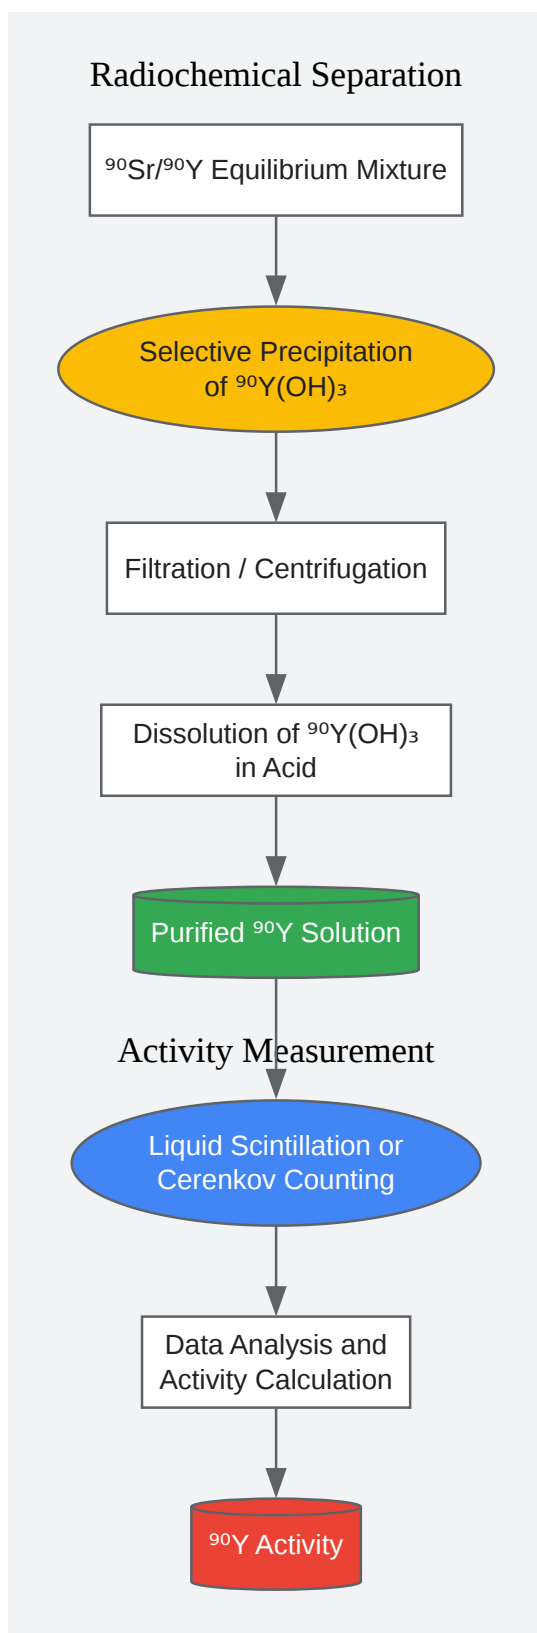 Radiochemical Separation
⁹⁰Sr/⁹⁰Y Equilibrium Mixture
Selective Precipitation
of ⁹⁰Y(OH)₃
Filtration / Centrifugation
Dissolution of ⁹⁰Y(OH)₃
in Acid
Purified ⁹⁰Y Solution
Activity Measurement
Liquid Scintillation or
Cerenkov Counting
Data Analysis and
Activity Calculation
⁹⁰Y Activity